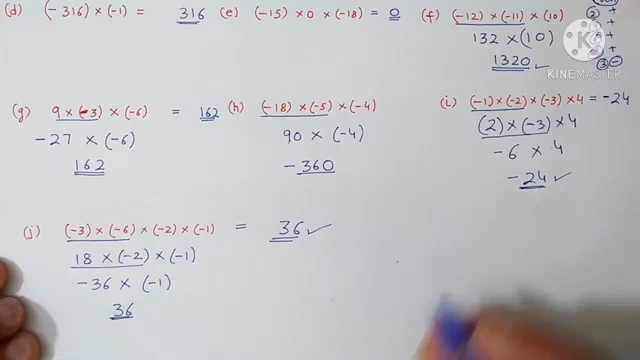 (d) (-316) × (-1) = 316 (e) (-15) × 0 × (-18) = 0 (f) (-12) × (-11) × (10)
132 × (10)
1320 ✓
KINEMASTER
(g) 9 × (-3) × (-6) = 162 (h) (-18) × (-5) × (-4)
-27 × (-6) 90 × (-4)
162 -360
(i) (-1) × (-2) × (-3) × 4 = -24
(2) × (-3) × 4
-6 × 4
-24 ✓
(j) (-3) × (-6) × (-2) × (-1) = 36 ✓
18 × (-2) × (-1)
-36 × (-1)
36